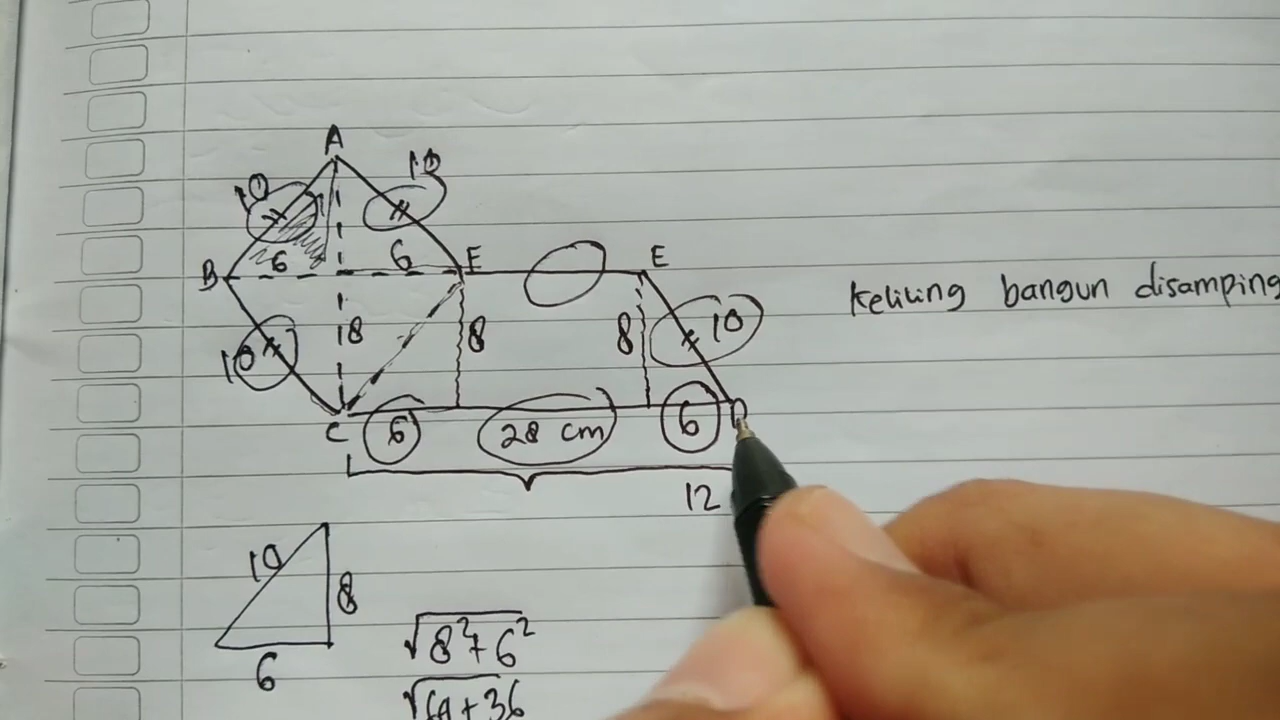 A
10 10
B 6 6 E E
Keliling bangun disamping
10 8 8 8 10
C 6 28 cm 6 D
12
10 8
6
√8²+6²
√64+36